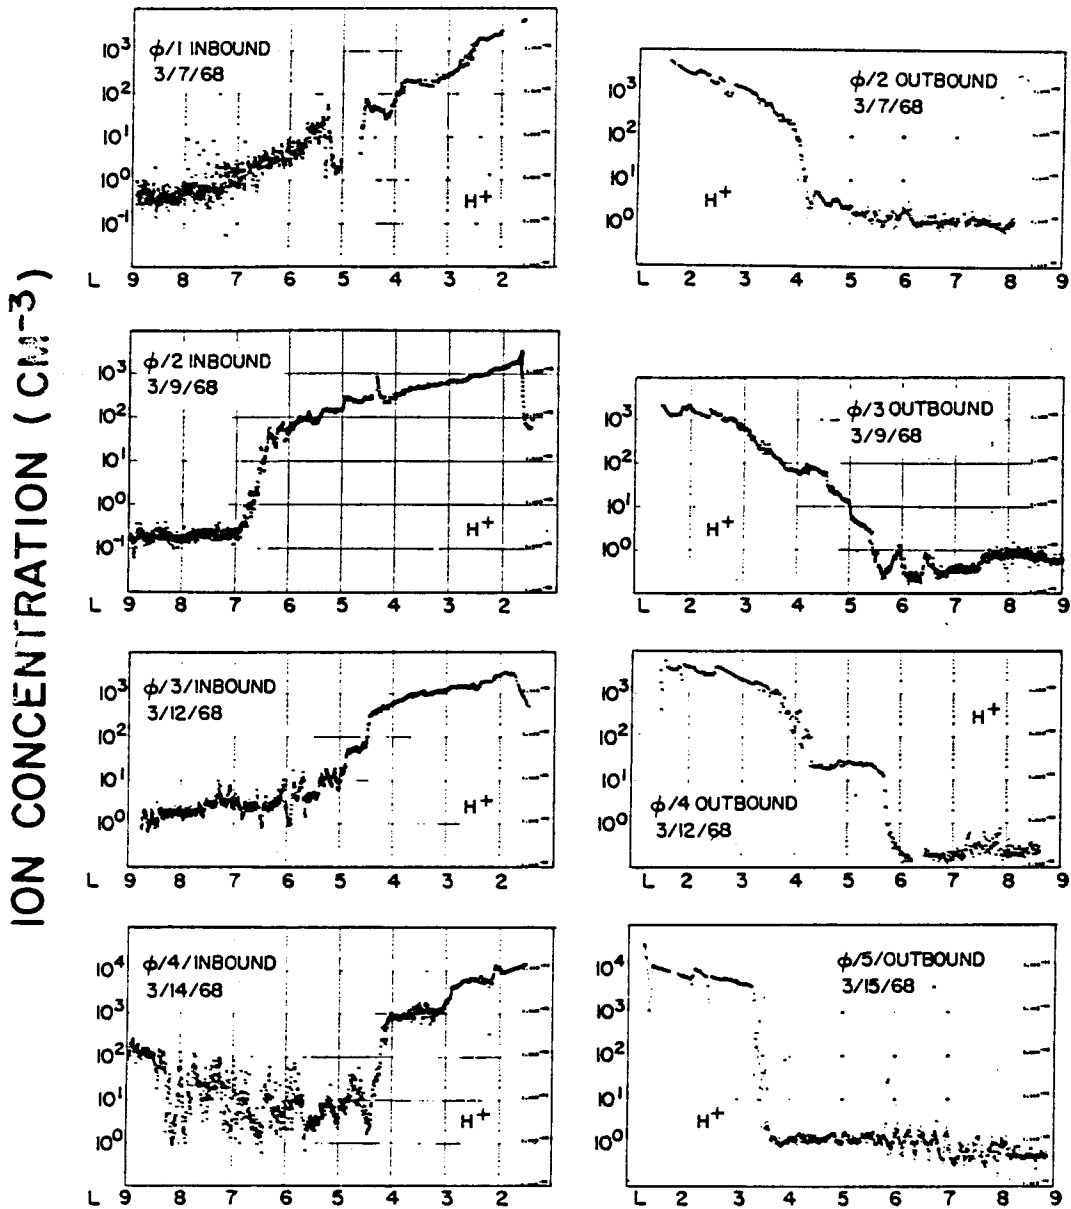 ION CONCENTRATION (CM⁻³)
ϕ/1 INBOUND
3/7/68
10³
10²
10¹
10⁰
10⁻¹
H⁺
L 9 8 7 6 5 4 3 2
ϕ/2 OUTBOUND
3/7/68
10³
10²
10¹
10⁰
H⁺
L 2 3 4 5 6 7 8 9
ϕ/2 INBOUND
3/9/68
10³
10²
10¹
10⁰
10⁻¹
H⁺
L 9 8 7 6 5 4 3 2
ϕ/3 OUTBOUND
3/9/68
10³
10²
10¹
10⁰
H⁺
L 2 3 4 5 6 7 8 9
ϕ/3/INBOUND
3/12/68
10³
10²
10¹
10⁰
H⁺
L 9 8 7 6 5 4 3 2
H⁺
10³
10²
10¹
10⁰
ϕ/4 OUTBOUND
3/12/68
L 2 3 4 5 6 7 8 9
ϕ/4/INBOUND
3/14/68
10⁴
10³
10²
10¹
10⁰
H⁺
L 9 8 7 6 5 4 3 2
ϕ/5/OUTBOUND
3/15/68
10⁴
10³
10²
10¹
10⁰
H⁺
L 2 3 4 5 6 7 8 9